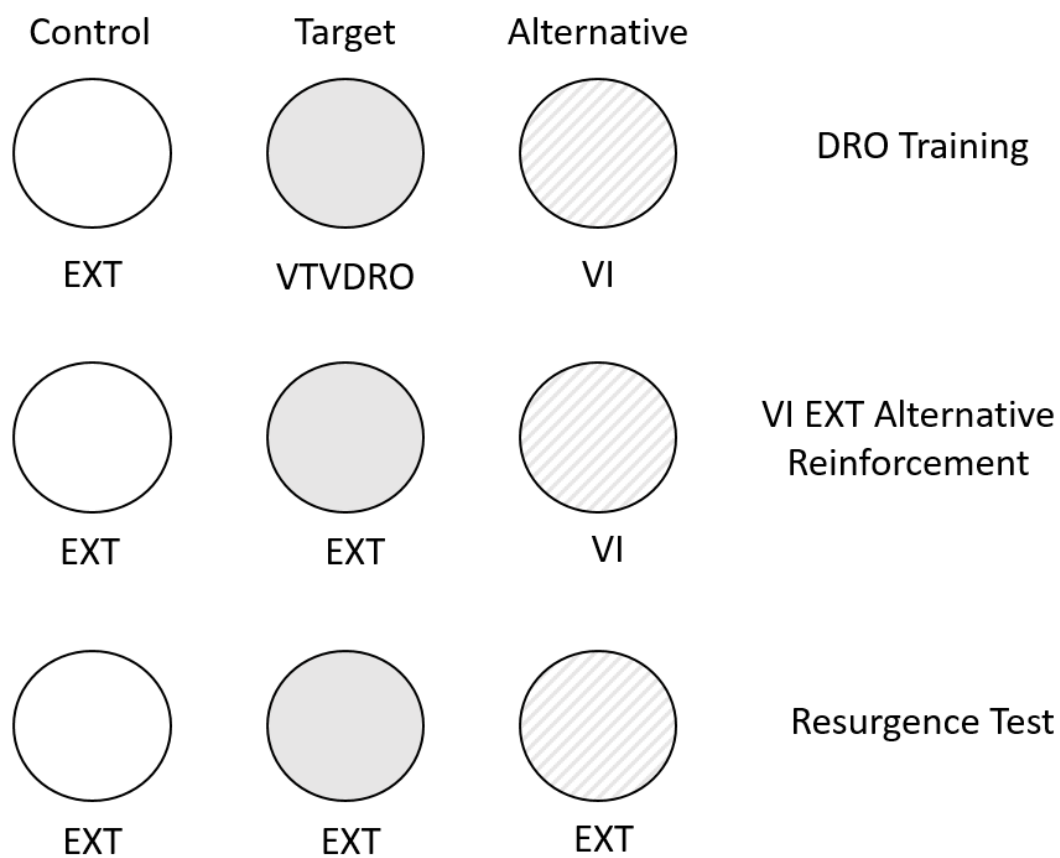 Control Target Alternative
DRO Training
EXT VTVDRO VI
VI EXT Alternative
Reinforcement
EXT EXT VI
Resurgence Test
EXT EXT EXT